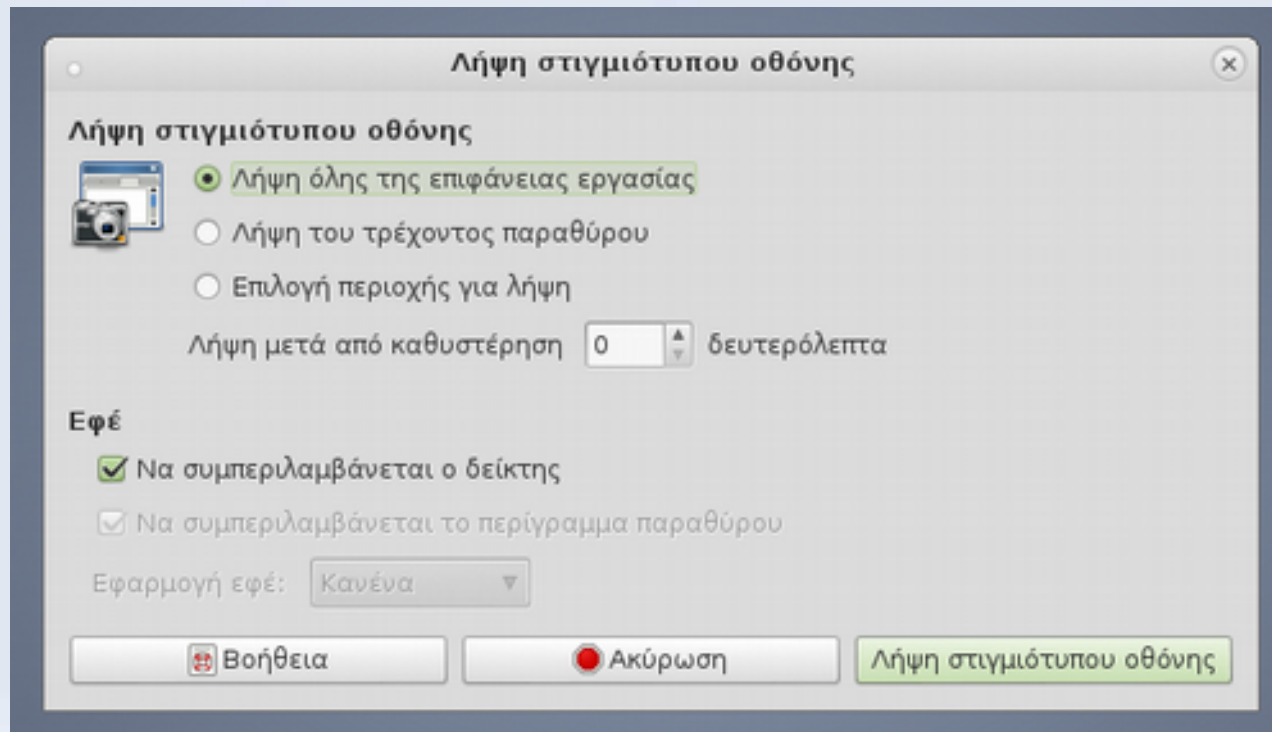 Λήψη στιγμιότυπου οθόνης
Λήψη στιγμιότυπου οθόνης
Λήψη όλης της επιφάνειας εργασίας
Λήψη του τρέχοντος παραθύρου
Επιλογή περιοχής για λήψη
Λήψη μετά από καθυστέρηση 0 δευτερόλεπτα
Εφέ
Να συμπεριλαμβάνεται ο δείκτης
Να συμπεριλαμβάνεται το περίγραμμα παραθύρου
Εφαρμογή εφέ: Κανένα
Βοήθεια Ακύρωση Λήψη στιγμιότυπου οθόνης